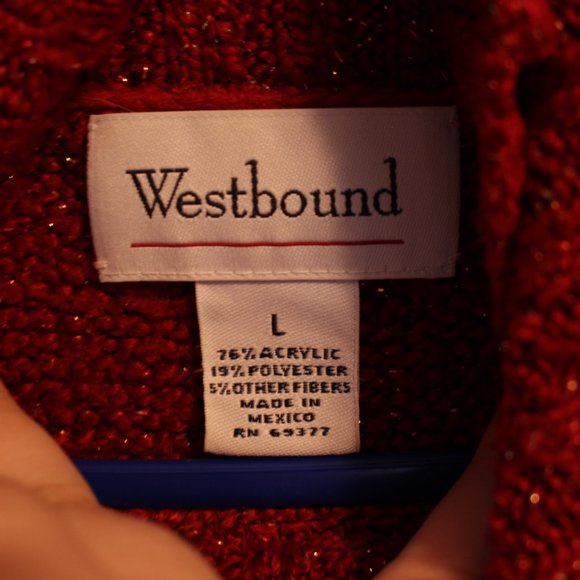 Westbound
L
76% ACRYLIC
19% POLYESTER
5% OTHER FIBERS
MADE IN
MEXICO
RN 69377